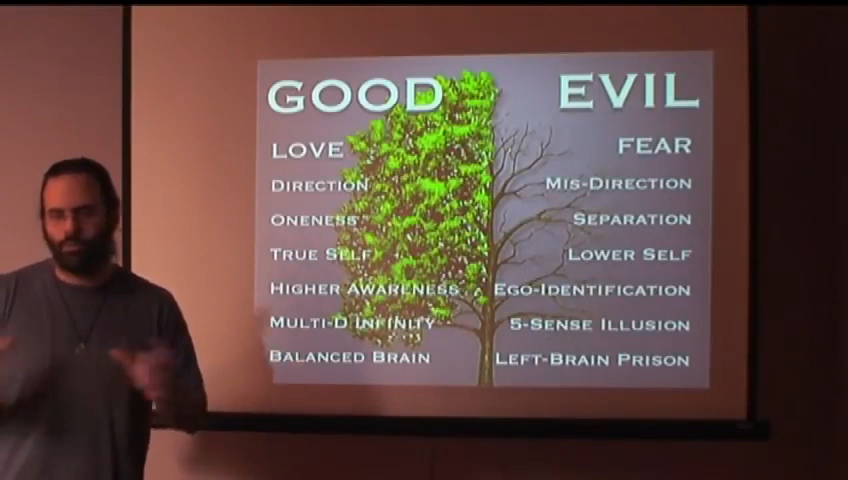 GOOD EVIL
LOVE FEAR
DIRECTION MIS-DIRECTION
ONENESS SEPARATION
TRUE SELF LOWER SELF
HIGHER AWARENESS EGO-IDENTIFICATION
MULTI-D INFINITY 5-SENSE ILLUSION
BALANCED BRAIN LEFT-BRAIN PRISON